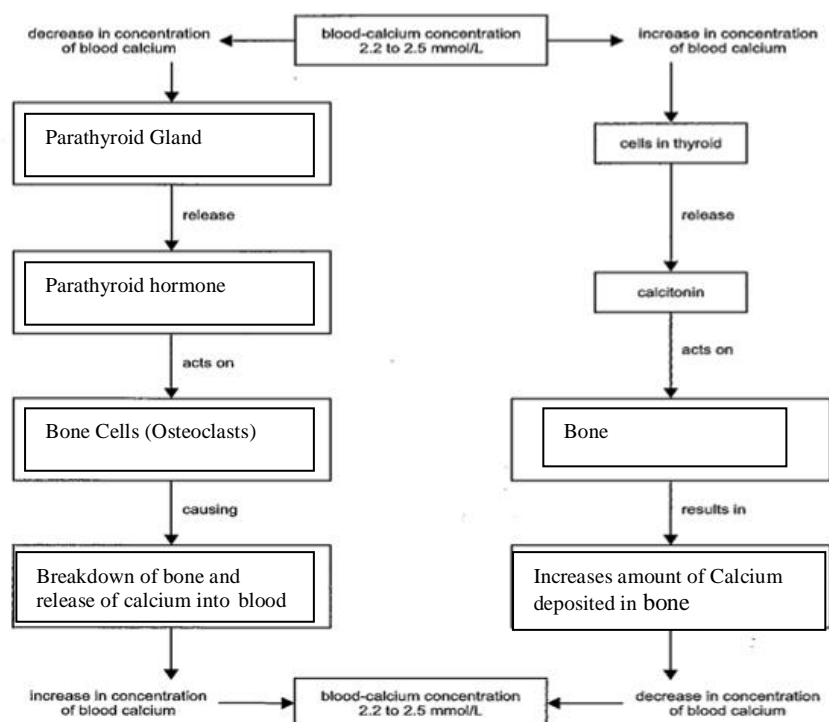 decrease in concentration
of blood calcium
blood-calcium concentration
2.2 to 2.5 mmol/L
increase in concentration
of blood calcium
Parathyroid Gland
cells in thyroid
release
release
Parathyroid hormone
calcitonin
acts on
acts on
Bone Cells (Osteoclasts)
Bone
causing
results in
Breakdown of bone and
release of calcium into blood
Increases amount of Calcium
deposited in bone
increase in concentration
of blood calcium
blood-calcium concentration
2.2 to 2.5 mmol/L
decrease in concentration
of blood calcium